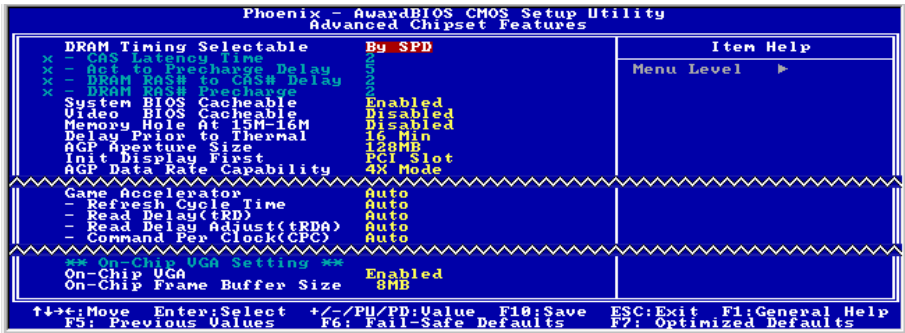 Phoenix - AwardBIOS CMOS Setup Utility
Advanced Chipset Features
DRAM Timing Selectable By SPD
x - CAS Latency Time 2
x - Act to Precharge Delay 5
x - DRAM RAS# to CAS# Delay 2
x - DRAM RAS# Precharge 2
System BIOS Cacheable Enabled
Video BIOS Cacheable Disabled
Memory Hole At 15M-16M Disabled
Delay Prior to Thermal 16 Min
AGP Aperture Size 128MB
Init Display First PCI Slot
AGP Data Rate Capability 4X Mode
Item Help
Menu Level ►
Game Accelerator Auto
- Refresh Cycle Time Auto
- Read Delay(tRD) Auto
- Read Delay Adjust(tRDA) Auto
- Command Per Clock(CPC) Auto
** On-Chip VGA Setting **
On-Chip VGA Enabled
On-Chip Frame Buffer Size 8MB
↑↓→←:Move Enter:Select +/-/PU/PD:Value F10:Save ESC:Exit F1:General Help
F5: Previous Values F6: Fail-Safe Defaults F7: Optimized Defaults